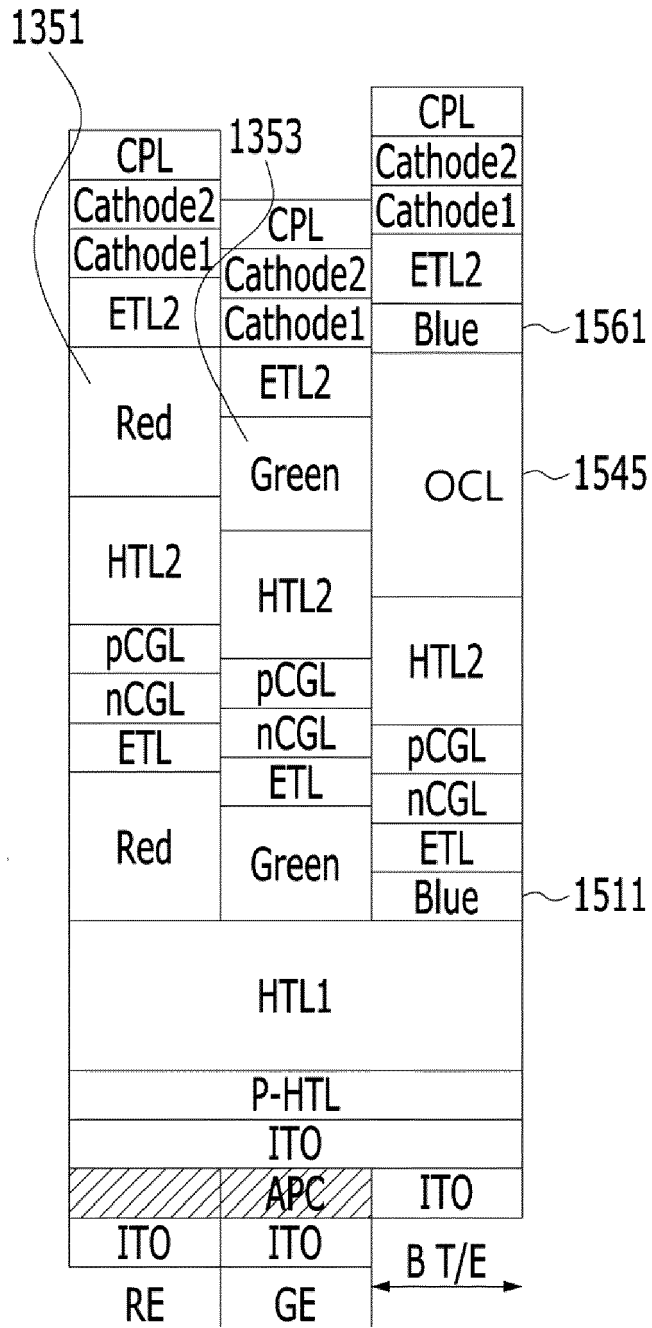 1351
1353
CPL
Cathode2
Cathode1
ETL2
Red
HTL2
pCGL
nCGL
ETL
Red
CPL
Cathode2
Cathode1
ETL2
Green
HTL2
pCGL
nCGL
ETL
Green
CPL
Cathode2
Cathode1
ETL2
Blue
1561
OCL
1545
HTL2
pCGL
nCGL
ETL
Blue
1511
HTL1
P-HTL
ITO
APC
ITO
ITO
ITO
B T/E
RE
GE